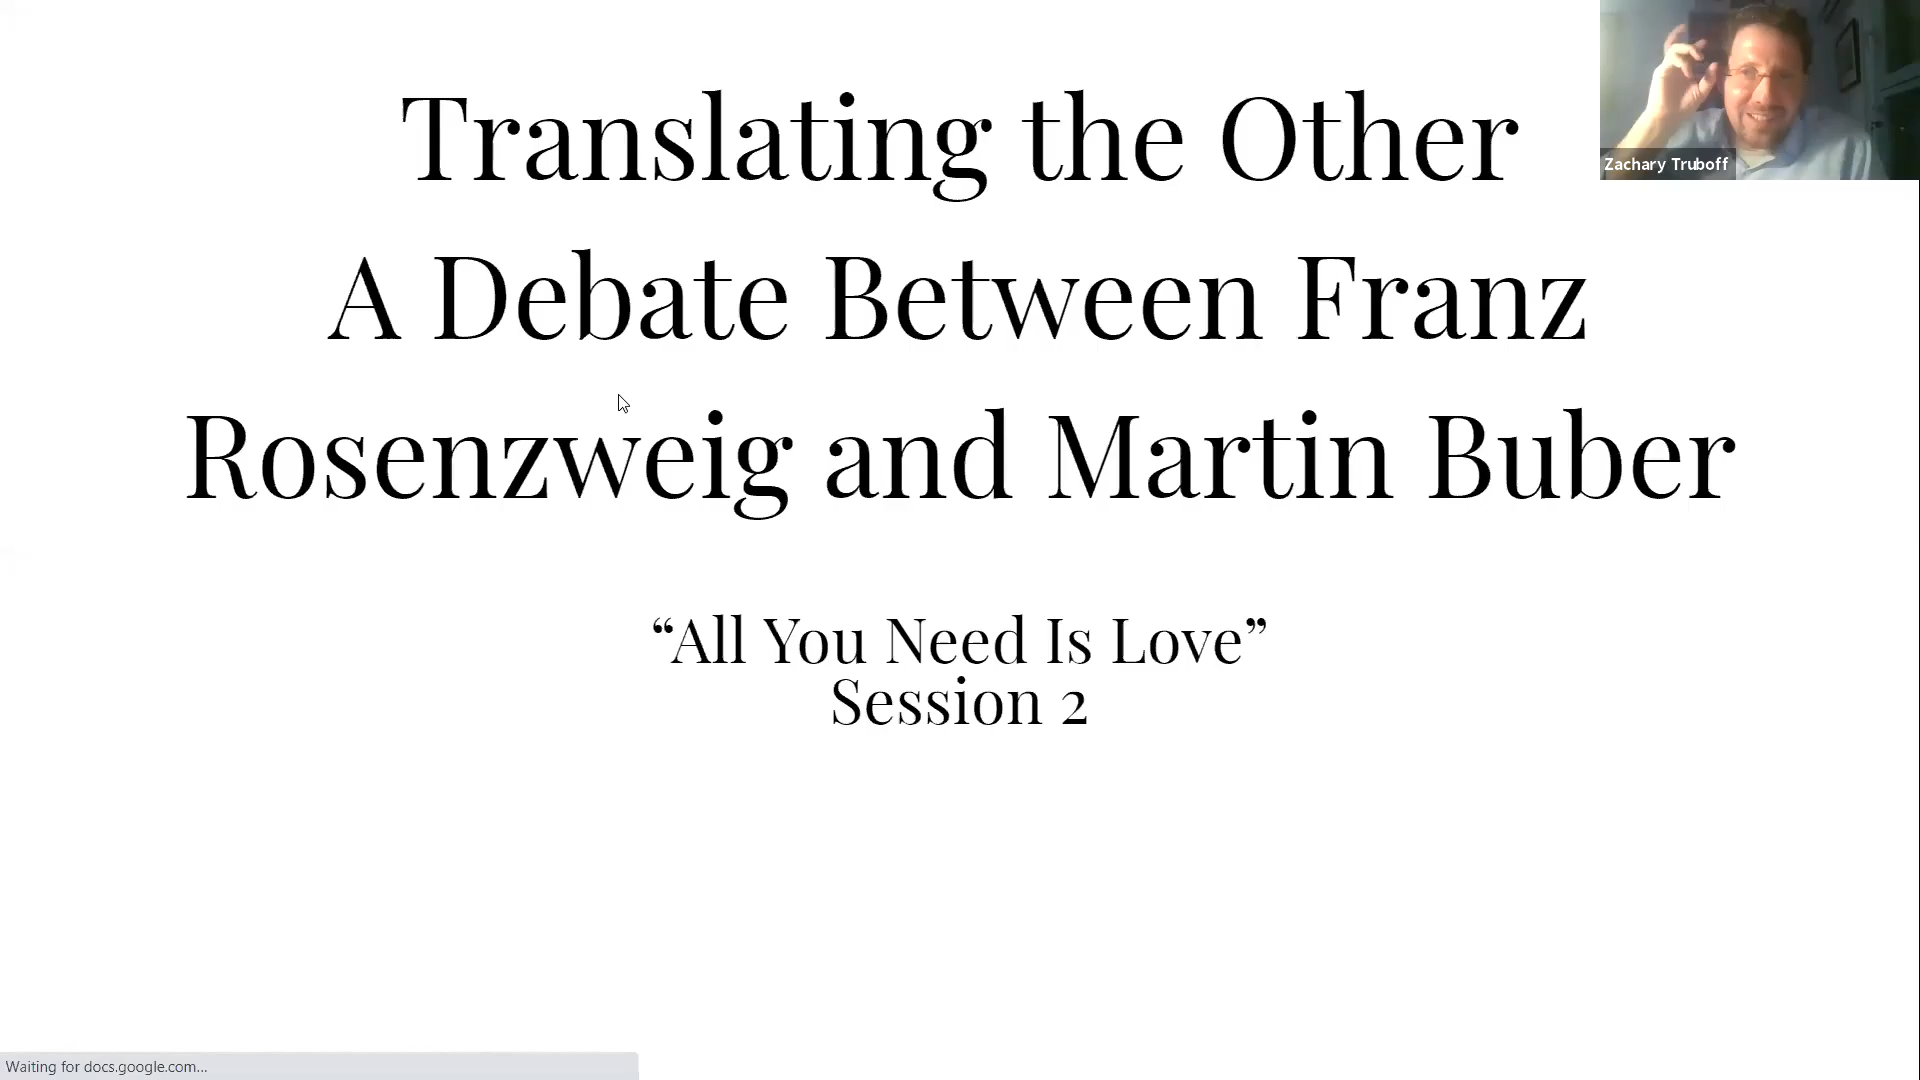 Translating the Other
A Debate Between Franz
Rosenzweig and Martin Buber
“All You Need Is Love”
Session 2
Zachary Truboff
Waiting for docs.google.com...